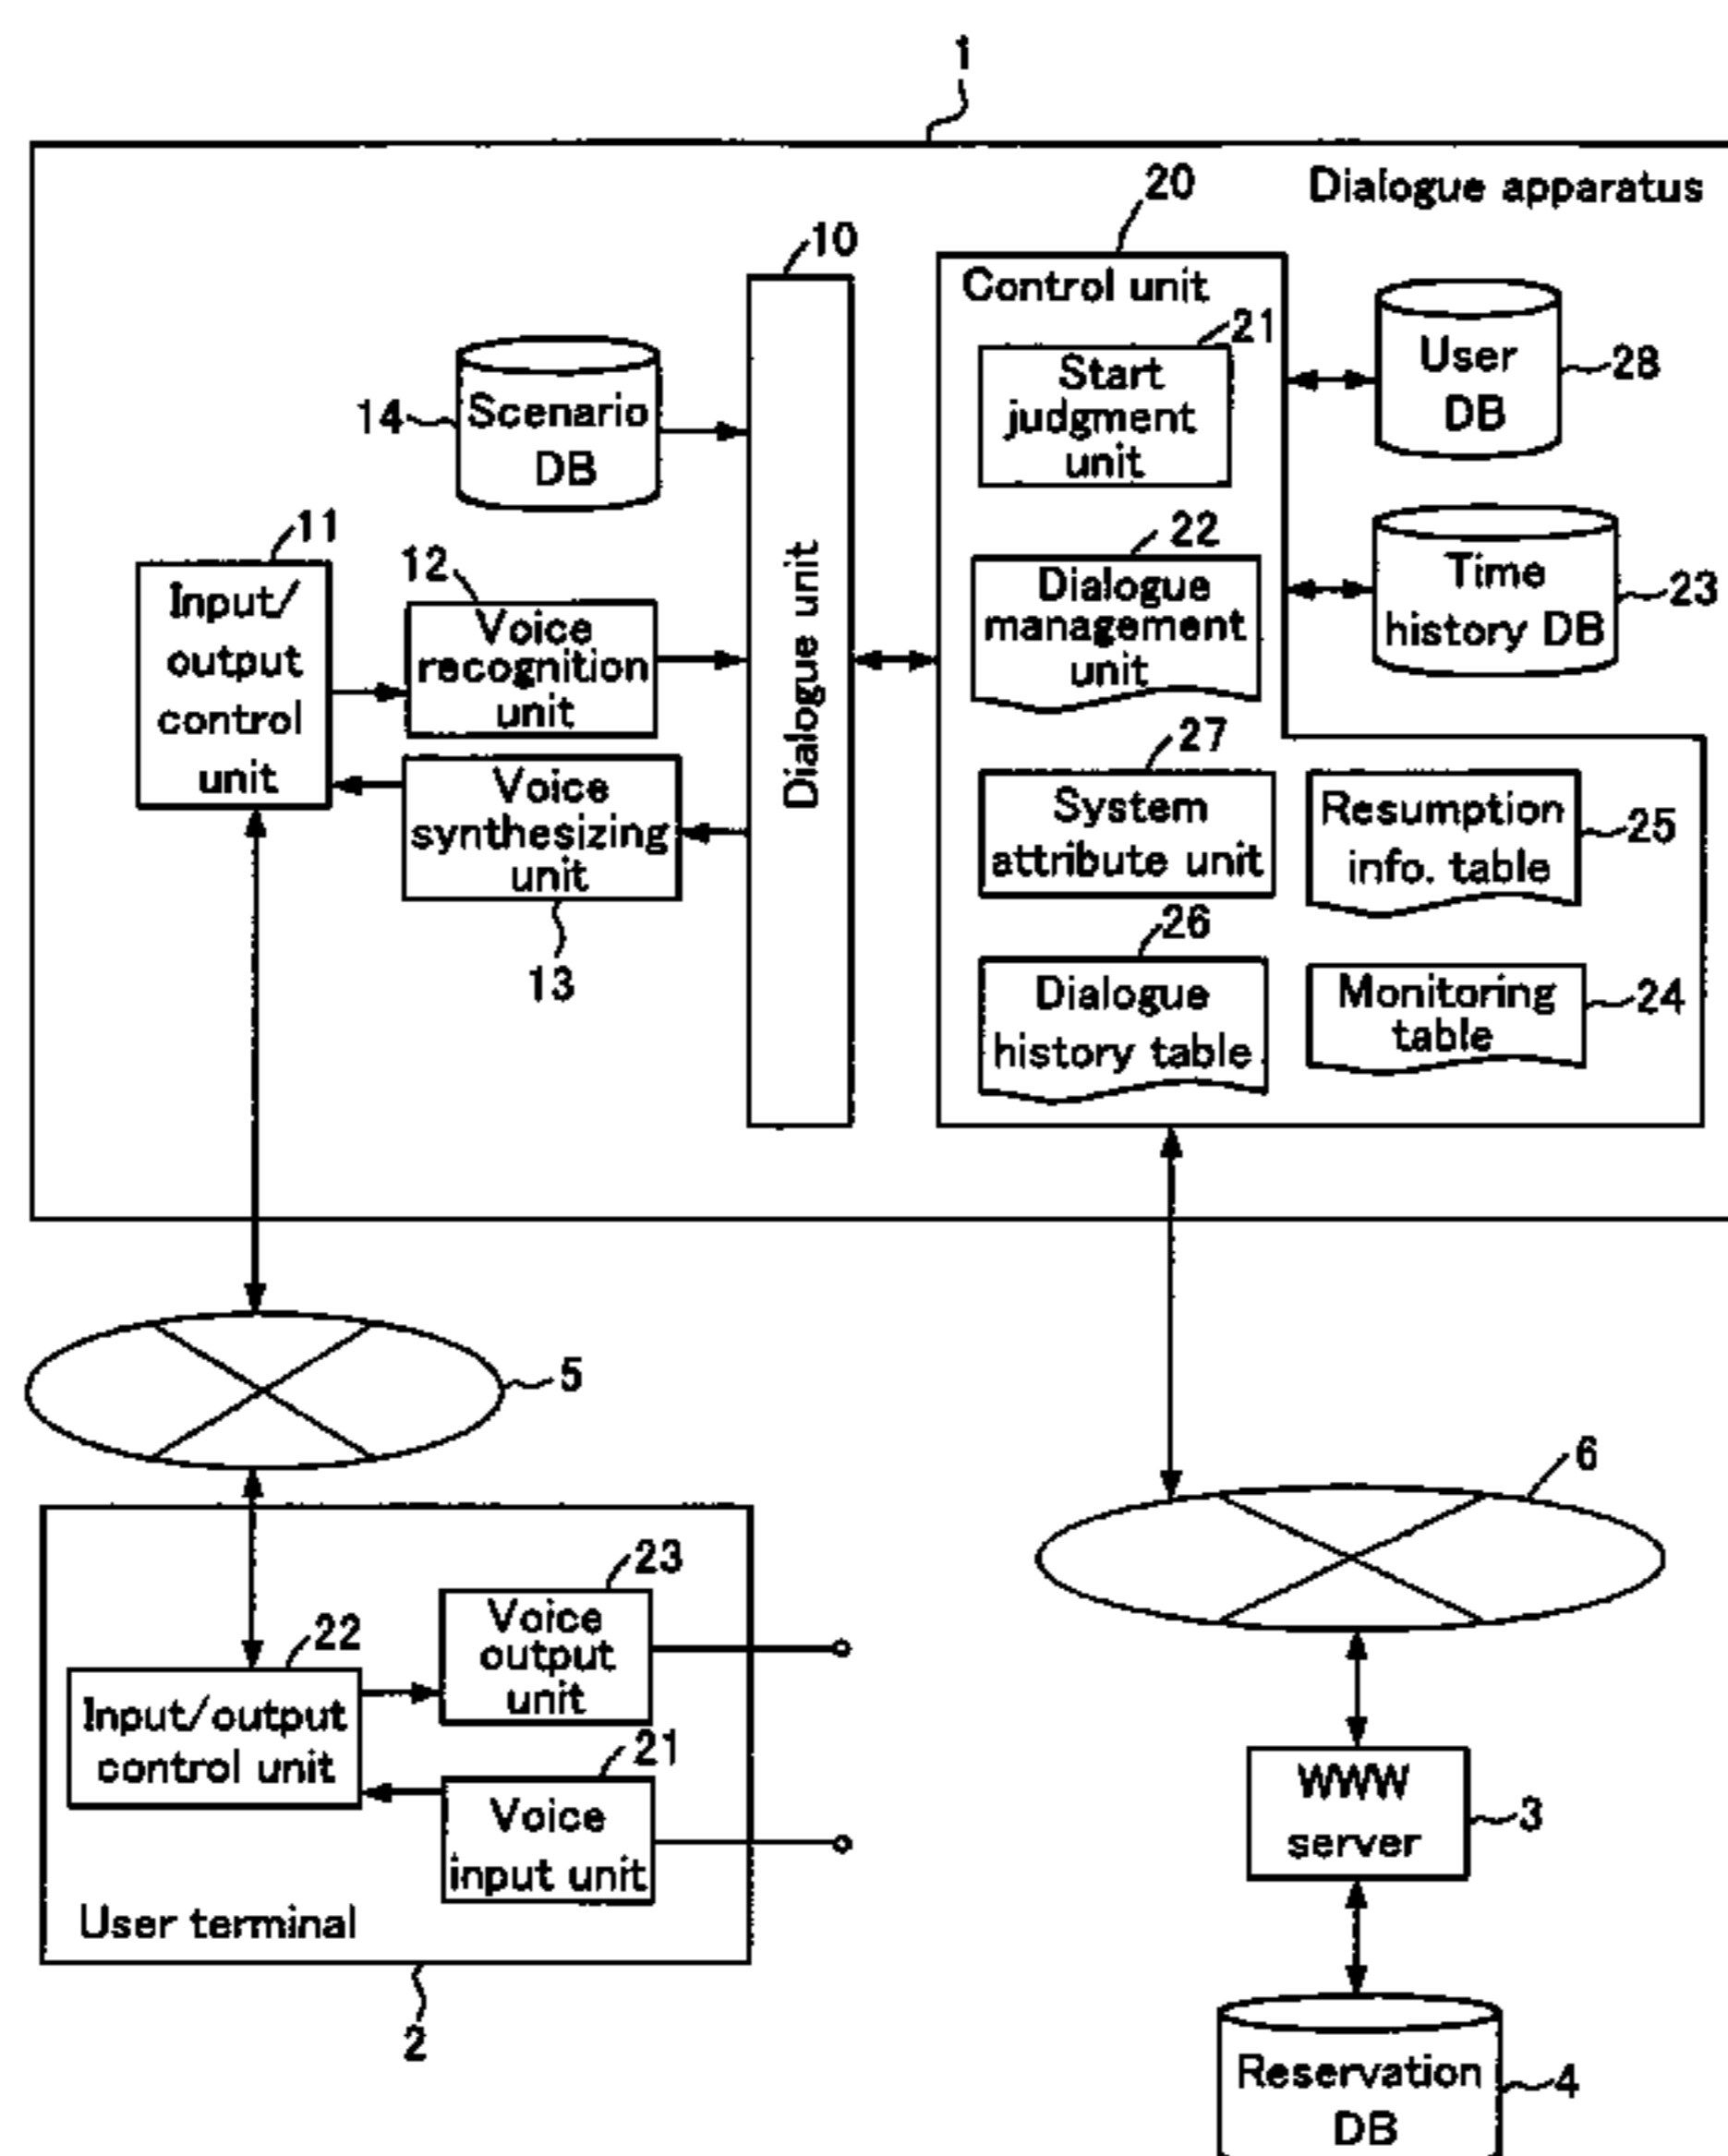 1
Dialogue apparatus
20
10
Control unit
21
Start
judgment
unit
User
DB
28
14
Scenario
DB
11
Input/
output
control
unit
12
Voice
recognition
unit
Dialogue unit
22
Dialogue
management
unit
Time
history DB
23
Voice
synthesizing
unit
13
27
System
attribute unit
Resumption
info. table
25
26
Dialogue
history table
Monitoring
table
24
5
6
23
Voice
output
unit
22
Input/output
control unit
21
Voice
input unit
User terminal
2
WWW
server
3
Reservation
DB
4